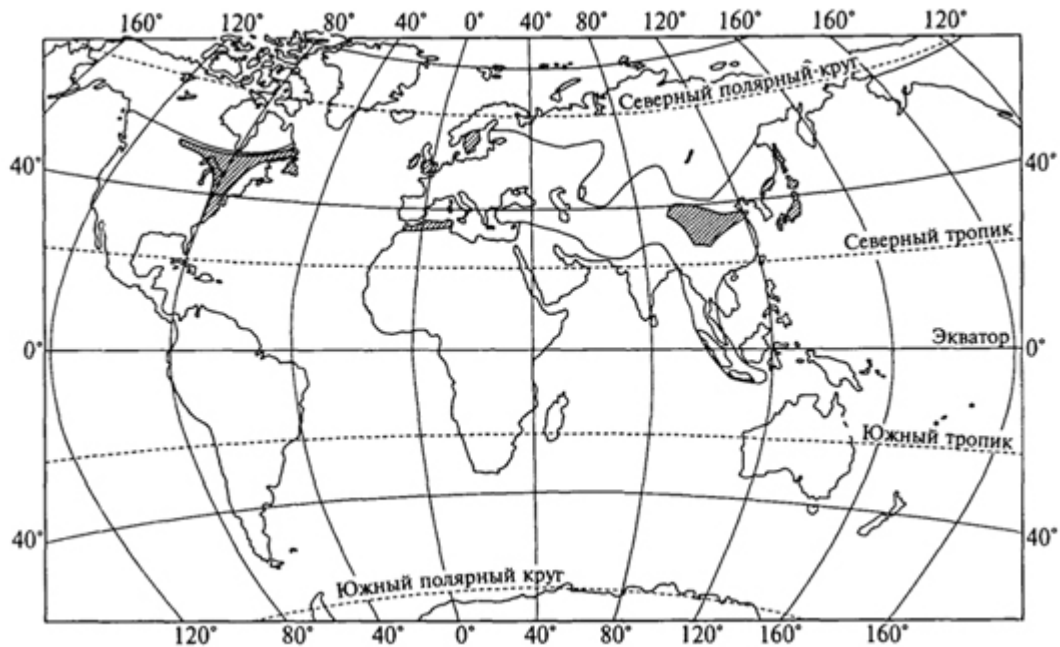 160° 120° 80° 40° 0° 40° 80° 120° 160° 160° 120°
Северный полярный круг
40° 40°
Северный тропик
Экватор
0° 0°
Южный тропик
40° 40°
Южный полярный круг
120° 80° 40° 0° 40° 80° 120° 160° 160°